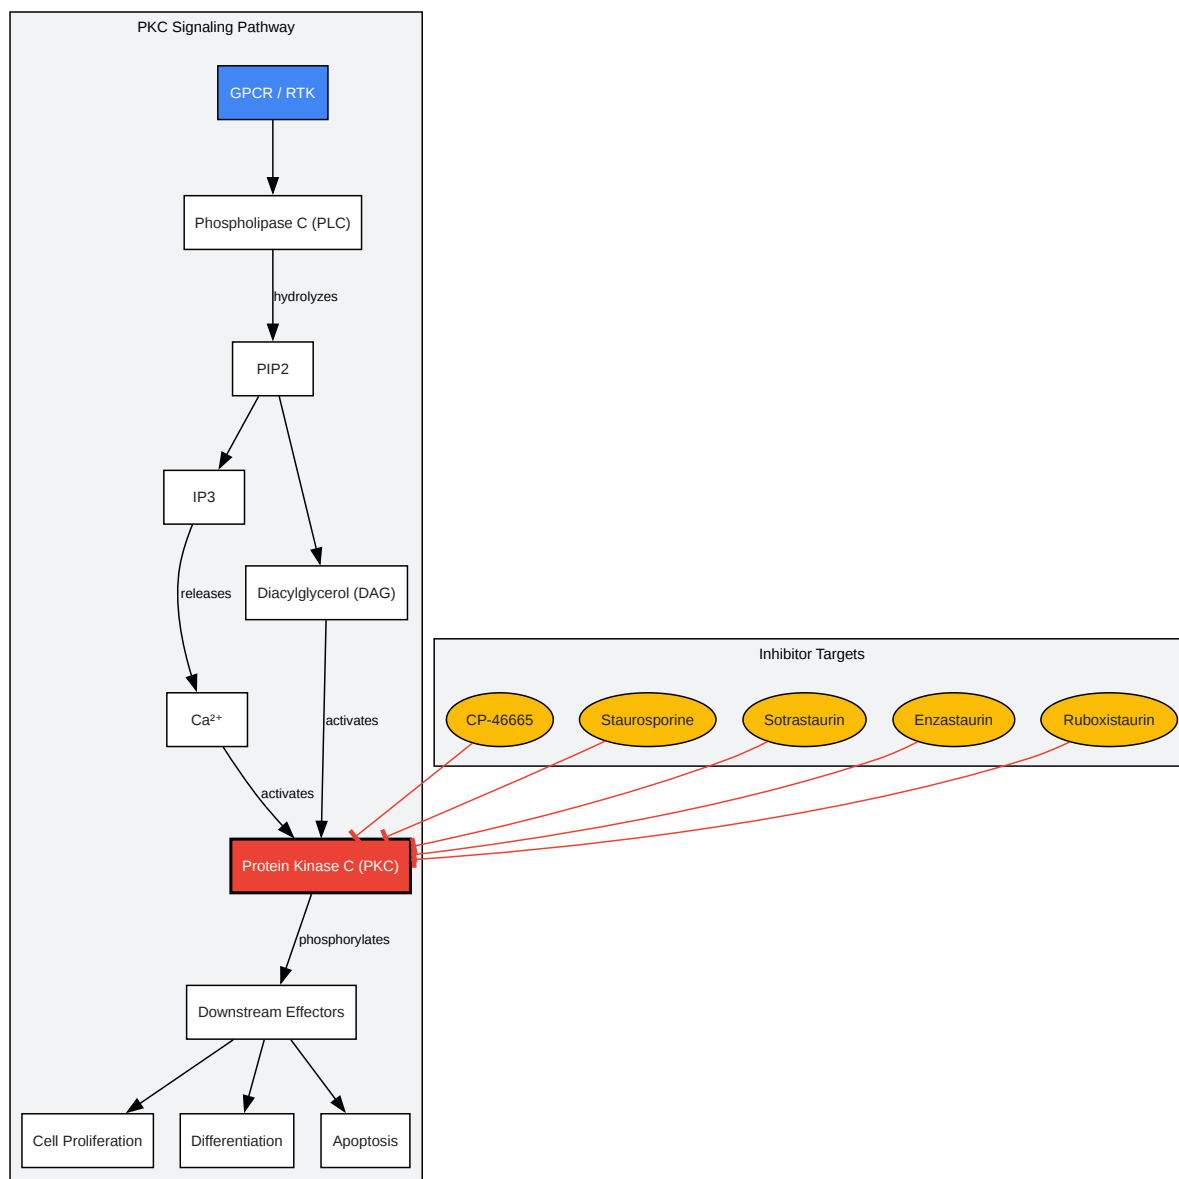 PKC Signaling Pathway
GPCR / RTK
Phospholipase C (PLC)
hydrolyzes
PIP2
IP3
releases
Diacylglycerol (DAG)
Inhibitor Targets
CP-46665
Staurosporine
Sotrastaurin
Enzastaurin
Ruboxistaurin
Ca²⁺
activates
activates
Protein Kinase C (PKC)
phosphorylates
Downstream Effectors
Cell Proliferation
Differentiation
Apoptosis